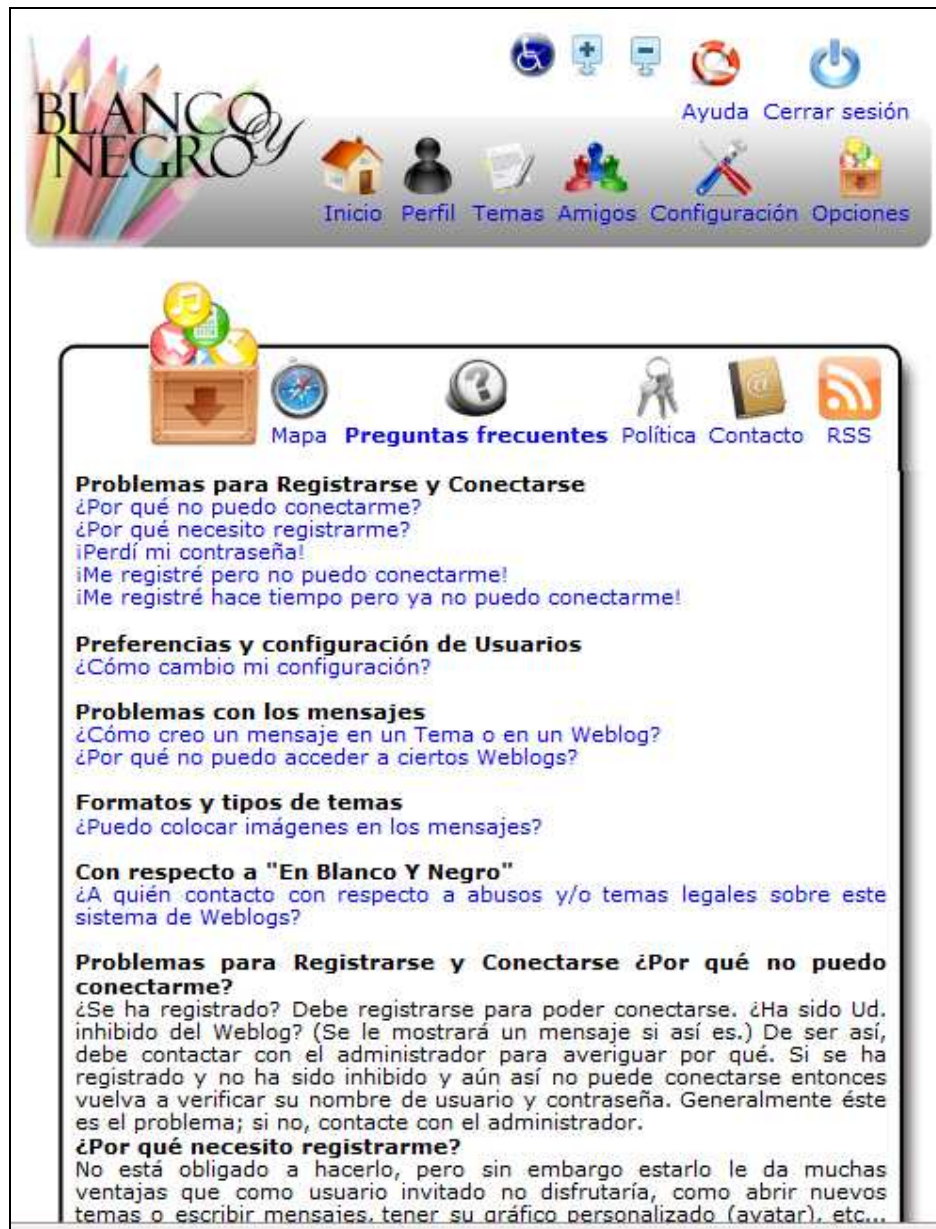 BLANCO Y
NEGRO
Ayuda Cerrar sesión
Inicio Perfil Temas Amigos Configuración Opciones
Mapa Preguntas frecuentes Política Contacto RSS
Problemas para Registrarse y Conectarse
¿Por qué no puedo conectarme?
¿Por qué necesito registrarme?
¡Perdí mi contraseña!
¡Me registré pero no puedo conectarme!
¡Me registré hace tiempo pero ya no puedo conectarme!
Preferencias y configuración de Usuarios
¿Cómo cambio mi configuración?
Problemas con los mensajes
¿Cómo creo un mensaje en un Tema o en un Weblog?
¿Por qué no puedo acceder a ciertos Weblogs?
Formatos y tipos de temas
¿Puedo colocar imágenes en los mensajes?
Con respecto a "En Blanco Y Negro"
¿A quién contacto con respecto a abusos y/o temas legales sobre este
sistema de Weblogs?
Problemas para Registrarse y Conectarse ¿Por qué no puedo
conectarme?
¿Se ha registrado? Debe registrarse para poder conectarse. ¿Ha sido Ud.
inhibido del Weblog? (Se le mostrará un mensaje si así es.) De ser así,
debe contactar con el administrador para averiguar por qué. Si se ha
registrado y no ha sido inhibido y aún así no puede conectarse entonces
vuelva a verificar su nombre de usuario y contraseña. Generalmente éste
es el problema; si no, contacte con el administrador.
¿Por qué necesito registrarme?
No está obligado a hacerlo, pero sin embargo estarlo le da muchas
ventajas que como usuario invitado no disfrutaría, como abrir nuevos
temas o escribir mensajes, tener su gráfico personalizado (avatar), etc...